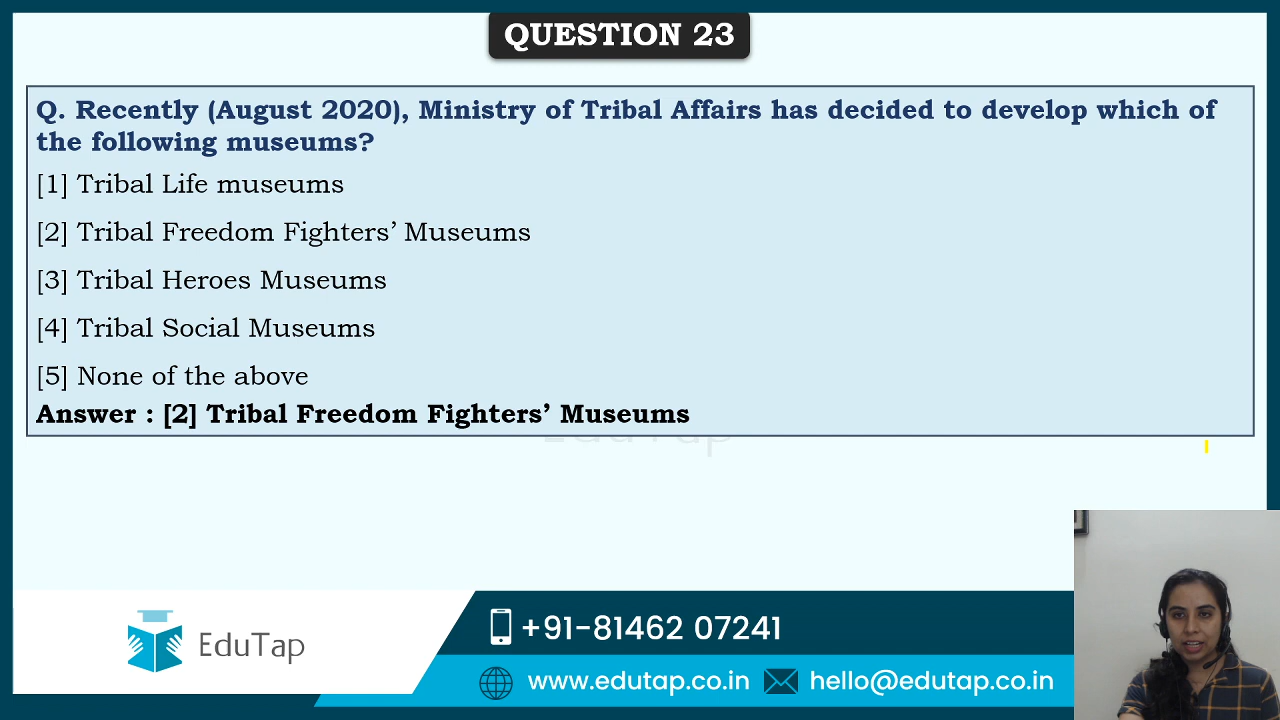 QUESTION 23
Q. Recently (August 2020), Ministry of Tribal Affairs has decided to develop which of
the following museums?
[1] Tribal Life museums
[2] Tribal Freedom Fighters’ Museums
[3] Tribal Heroes Museums
[4] Tribal Social Museums
[5] None of the above
Answer : [2] Tribal Freedom Fighters’ Museums
EduTap
EduTap
+91-81462 07241
www.edutap.co.in
hello@edutap.co.in